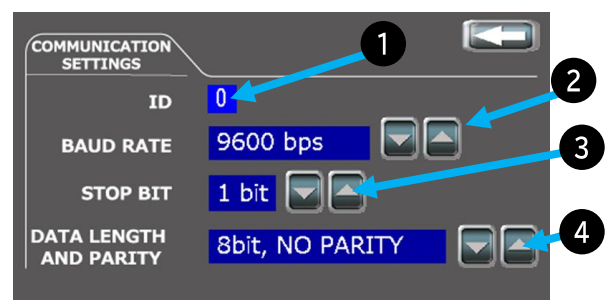 1
COMMUNICATION
SETTINGS
2
ID 0
BAUD RATE 9600 bps
3
STOP BIT 1 bit
DATA LENGTH
AND PARITY 8bit, NO PARITY
4